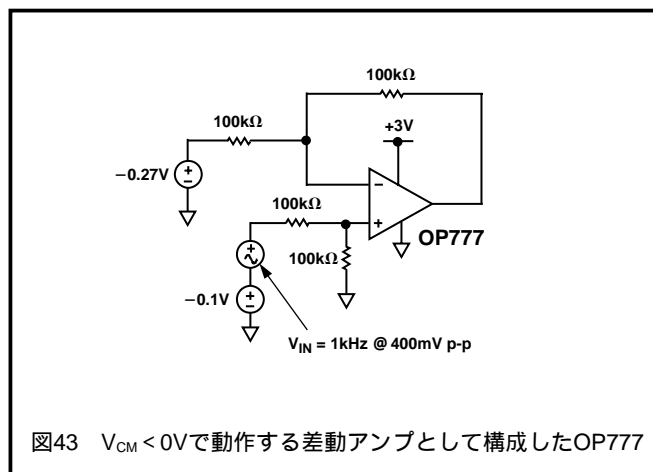 100kΩ
100kΩ
+3V
−0.27V
−
100kΩ
+
OP777
100kΩ
−0.1V
V_IN = 1kHz @ 400mV p-p
図43 V_CM < 0Vで動作する差動アンプとして構成したOP777